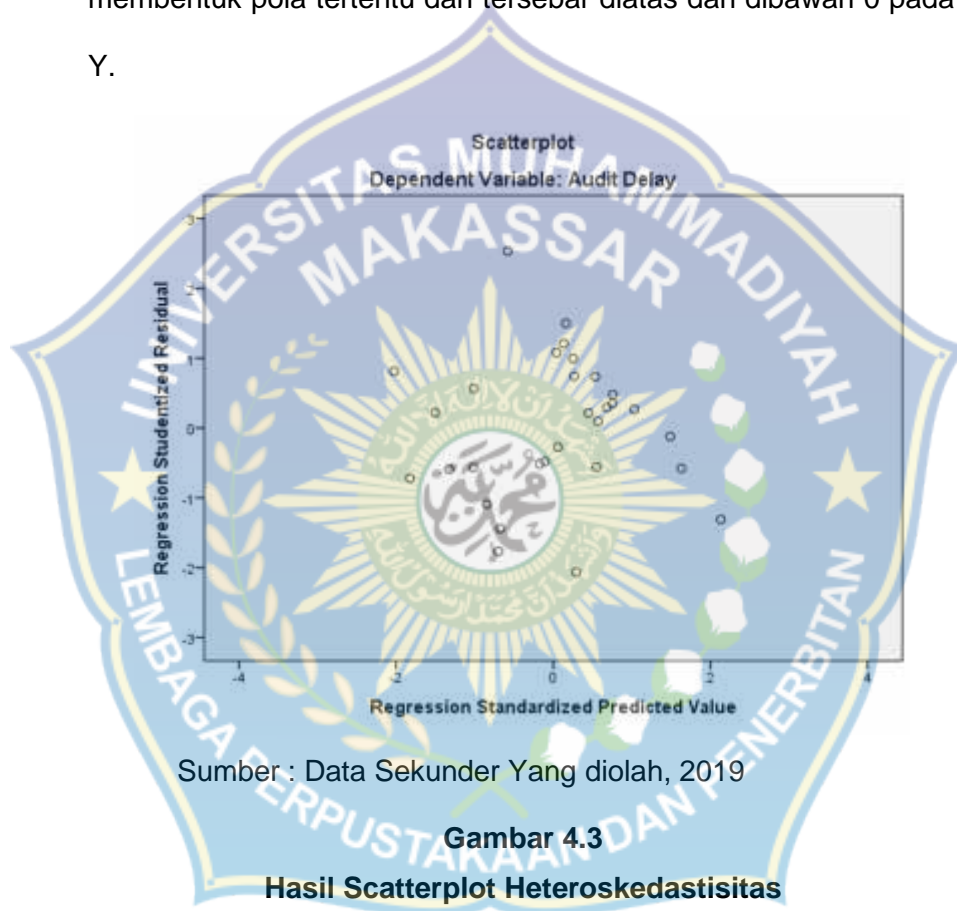 membentuk pola tertentu dan tersebar diatas dan dibawah 0 pada
Y.
Scatterplot
Dependent Variable: Audit Delay
UNIVERSITAS MUHAMMADIYAH
MAKASSAR
Regression Studentized Residual
3
2
1
0
-1
-2
-3
-4
-2
0
2
4
Regression Standardized Predicted Value
LEMBAGA PERPUSTAKAAN DAN PENERBITAN
Sumber : Data Sekunder Yang diolah, 2019
Gambar 4.3
Hasil Scatterplot Heteroskedastisitas